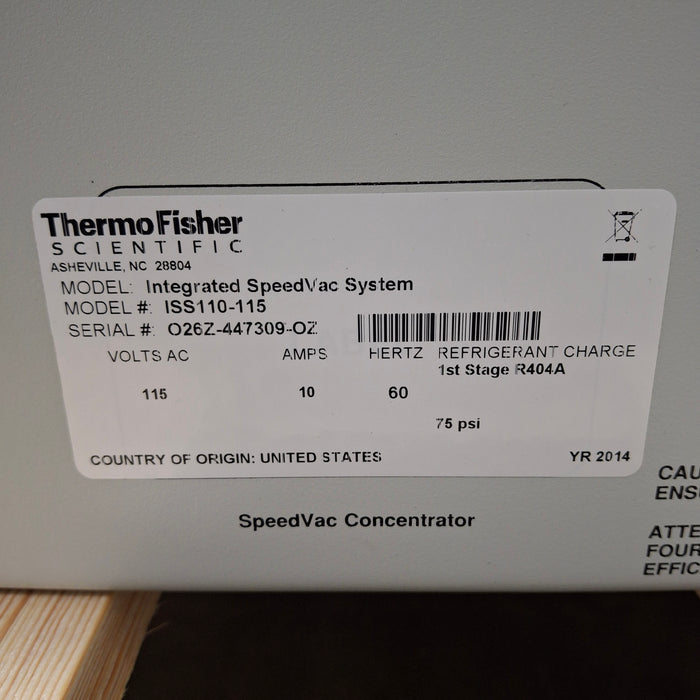 ThermoFisher
SCIENTIFIC
ASHEVILLE, NC 28804
MODEL: Integrated SpeedVac System
MODEL #: ISS110-115
SERIAL #: O26Z-447309-OZ
VOLTS AC AMPS HERTZ REFRIGERANT CHARGE
1st Stage R404A
115 10 60
75 psi
COUNTRY OF ORIGIN: UNITED STATES YR 2014
SpeedVac Concentrator
CAU
ENS
ATTE
FOUR
EFFIC